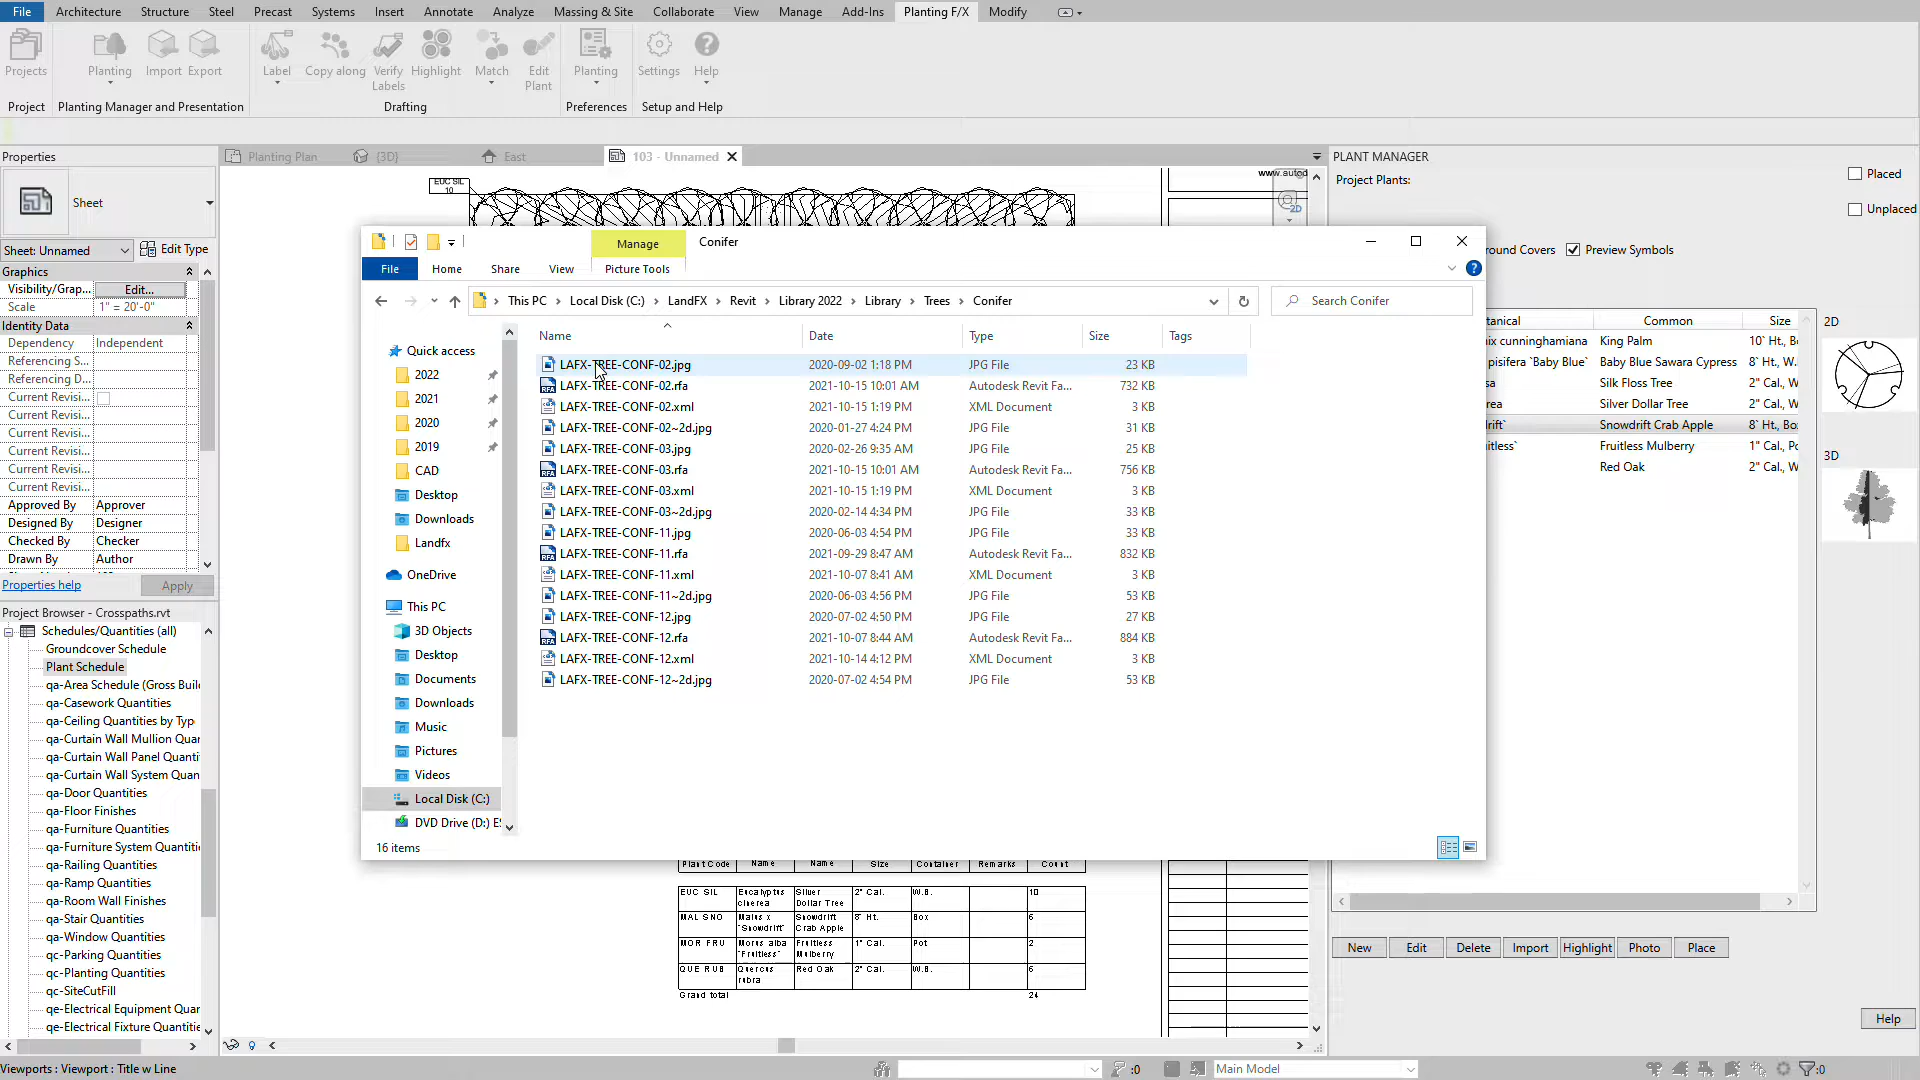 File Architecture Structure Steel Precast Systems Insert Annotate Analyze Massing & Site Collaborate View Manage Add-Ins Planting F/X Modify
Projects Planting Import Export Label Copy along Verify Labels Highlight Match Edit Plant Planting Settings Help
Project Planting Manager and Presentation Drafting Preferences Setup and Help
Properties
Planting Plan {3D} East 103 - Unnamed
PLANT MANAGER
Project Plants:
Placed
Unplaced
Sheet
Sheet: Unnamed Edit Type
Graphics
Visibility/Grap... Edit...
Scale 1" = 20'-0"
Identity Data
Dependency Independent
Referencing S...
Referencing D...
Current Revisi...
Current Revisi...
Current Revisi...
Current Revisi...
Current Revisi...
Current Revisi...
Approved By Approver
Designed By Designer
Checked By Checker
Drawn By Author
Properties help Apply
Project Browser - Crosspaths.rvt
Schedules/Quantities (all)
Groundcover Schedule
Plant Schedule
qa-Area Schedule (Gross Buil
qa-Casework Quantities
qa-Ceiling Quantities by Typ
qa-Curtain Wall Mullion Quar
qa-Curtain Wall Panel Quanti
qa-Curtain Wall System Quan
qa-Door Quantities
qa-Floor Finishes
qa-Furniture Quantities
qa-Furniture System Quantiti
qa-Railing Quantities
qa-Ramp Quantities
qa-Room Wall Finishes
qa-Stair Quantities
qa-Window Quantities
qc-Parking Quantities
qc-Planting Quantities
qc-SiteCutFill
qe-Electrical Equipment Quar
qe-Electrical Fixture Quantitie
Viewports : Viewport : Title w Line
EUC SIL
10
www.autod
2D
Manage Conifer
File Home Share View Picture Tools
This PC Local Disk (C:) LandFX Revit Library 2022 Library Trees Conifer Search Conifer
Quick access
2022
2021
2020
2019
CAD
Desktop
Downloads
Landfx
OneDrive
This PC
3D Objects
Desktop
Documents
Downloads
Music
Pictures
Videos
Local Disk (C:)
DVD Drive (D:) E
Name Date Type Size Tags
LAFX-TREE-CONF-02.jpg 2020-09-02 1:18 PM JPG File 23 KB
LAFX-TREE-CONF-02.rfa 2021-10-15 10:01 AM Autodesk Revit Fa... 732 KB
LAFX-TREE-CONF-02.xml 2021-10-15 1:19 PM XML Document 3 KB
LAFX-TREE-CONF-02~2d.jpg 2020-01-27 4:24 PM JPG File 31 KB
LAFX-TREE-CONF-03.jpg 2020-02-26 9:35 AM JPG File 25 KB
LAFX-TREE-CONF-03.rfa 2021-10-15 10:01 AM Autodesk Revit Fa... 756 KB
LAFX-TREE-CONF-03.xml 2021-10-15 1:19 PM XML Document 3 KB
LAFX-TREE-CONF-03~2d.jpg 2020-02-14 4:34 PM JPG File 33 KB
LAFX-TREE-CONF-11.jpg 2020-06-03 4:54 PM JPG File 33 KB
LAFX-TREE-CONF-11.rfa 2021-09-29 8:47 AM Autodesk Revit Fa... 832 KB
LAFX-TREE-CONF-11.xml 2021-10-07 8:41 AM XML Document 3 KB
LAFX-TREE-CONF-11~2d.jpg 2020-06-03 4:56 PM JPG File 53 KB
LAFX-TREE-CONF-12.jpg 2020-07-02 4:50 PM JPG File 27 KB
LAFX-TREE-CONF-12.rfa 2021-10-07 8:44 AM Autodesk Revit Fa... 884 KB
LAFX-TREE-CONF-12.xml 2021-10-14 4:12 PM XML Document 3 KB
LAFX-TREE-CONF-12~2d.jpg 2020-07-02 4:54 PM JPG File 53 KB
16 items
Plant Code Name Name Size Container Remarks Count
EUC SIL Eucalyptus cinerea Silver Dollar Tree 2" Cal. W.B. 10
MAL SNO Malus x "Snowdrift" Snowdrift Crab Apple 8' Ht. Box 6
MOR FRU Morus alba "Fruitless" Fruitless Mulberry 1" Cal. Pot 2
QUE RUB Quercus rubra Red Oak 2" Cal. W.B. 6
Grand total 24
ound Covers Preview Symbols
tanical Common Size
ix cunninghamiana King Palm 10` Ht., B
pisifera `Baby Blue` Baby Blue Sawara Cypress 8` Ht., B
sa Silk Floss Tree 2" Cal., W
rea Silver Dollar Tree 2" Cal., W
rift` Snowdrift Crab Apple 8` Ht., Bo
itless` Fruitless Mulberry 1" Cal., Po
Red Oak 2" Cal., W
2D
3D
New Edit Delete Import Highlight Photo Place
Help
:0 Main Model :0